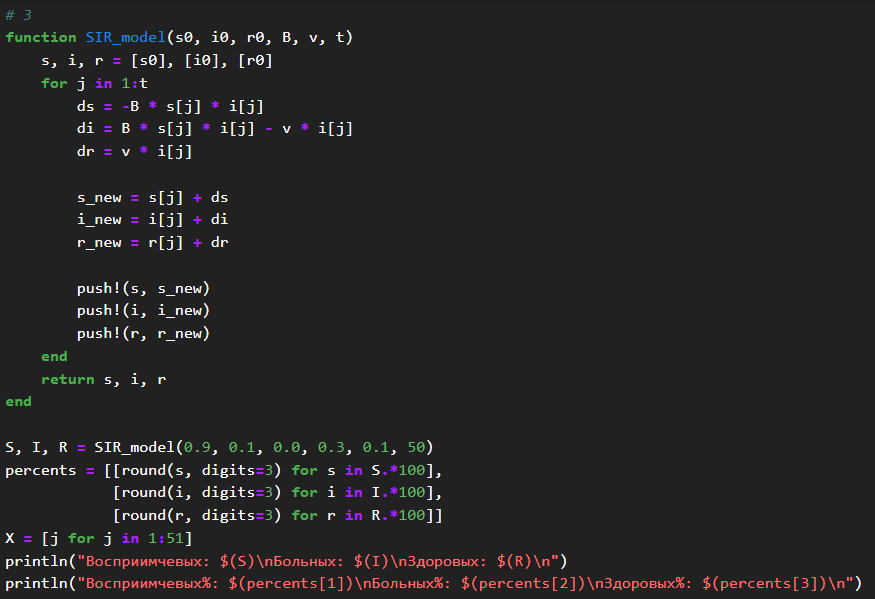 # 3
function SIR_model(s0, i0, r0, B, v, t)
    s, i, r = [s0], [i0], [r0]
    for j in 1:t
        ds = -B * s[j] * i[j]
        di = B * s[j] * i[j] - v * i[j]
        dr = v * i[j]

        s_new = s[j] + ds
        i_new = i[j] + di
        r_new = r[j] + dr

        push!(s, s_new)
        push!(i, i_new)
        push!(r, r_new)
    end
    return s, i, r
end

S, I, R = SIR_model(0.9, 0.1, 0.0, 0.3, 0.1, 50)
percents = [[round(s, digits=3) for s in S.*100],
            [round(i, digits=3) for i in I.*100],
            [round(r, digits=3) for r in R.*100]]
X = [j for j in 1:51]
println("Восприимчевых: $(S)\nБольных: $(I)\nЗдоровых: $(R)\n")
println("Восприимчевых%: $(percents[1])\nБольных%: $(percents[2])\nЗдоровых%: $(percents[3])\n")